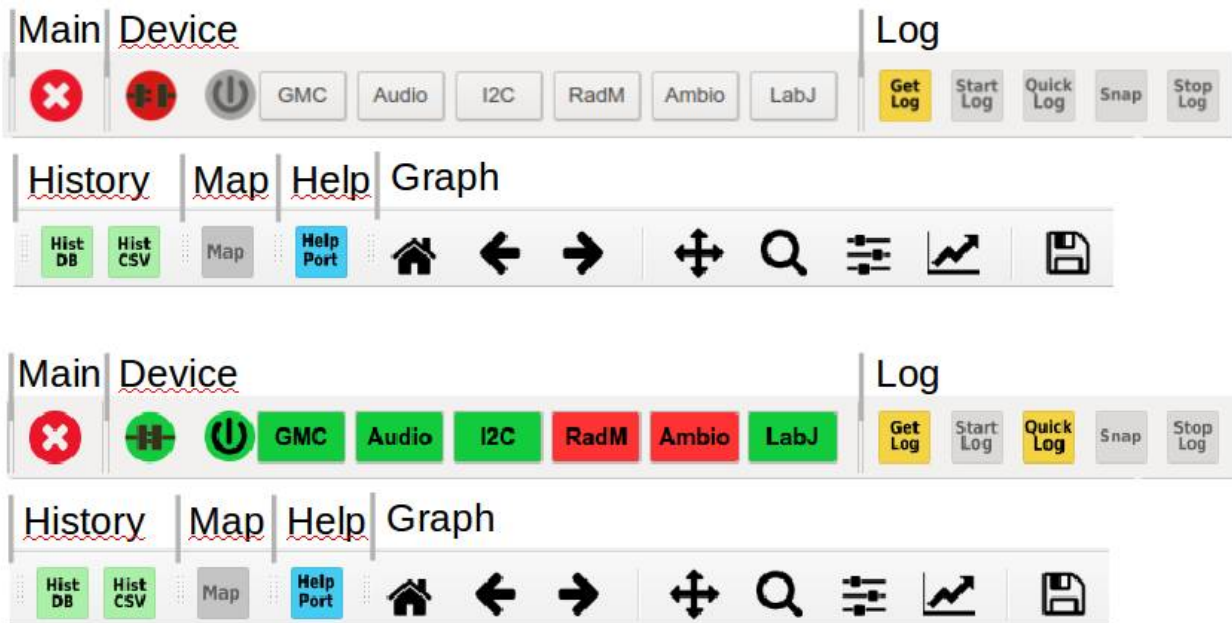 Main Device Log
GMC Audio I2C RadM Ambio LabJ Get Log Start Log Quick Log Snap Stop Log
History Map Help Graph
Hist DB Hist CSV Map Help Port
Main Device Log
GMC Audio I2C RadM Ambio LabJ Get Log Start Log Quick Log Snap Stop Log
History Map Help Graph
Hist DB Hist CSV Map Help Port